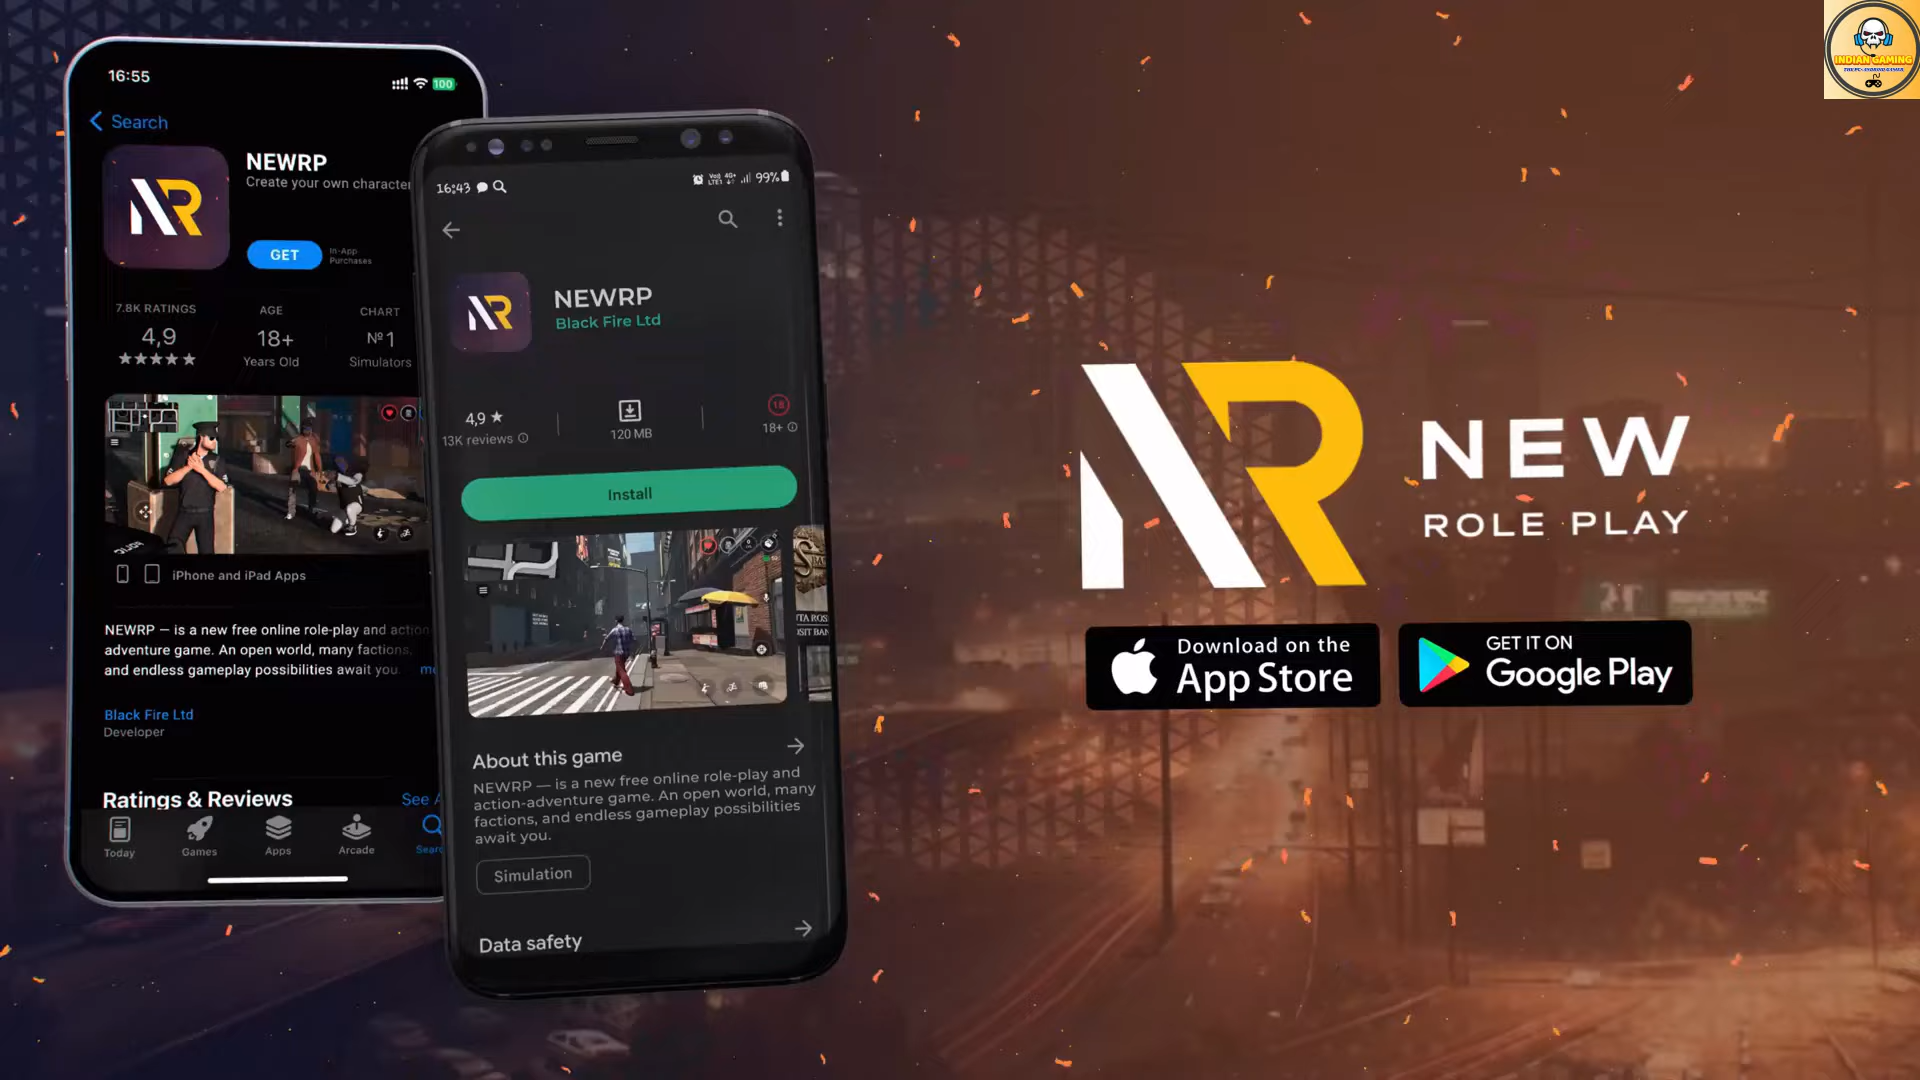 16:55
100
Search
NEWRP
Create your own character
GET
In-App
Purchases
7.8K RATINGS
4,9
AGE
18+
Years Old
CHART
№1
Simulators
iPhone and iPad Apps
NEWRP — is a new free online role-play and action
adventure game. An open world, many factions,
and endless gameplay possibilities await you.
Black Fire Ltd
Developer
Ratings & Reviews
See A
Today
Games
Apps
Arcade
Searc
16:43
99%
NEWRP
Black Fire Ltd
4,9 ★
13K reviews
120 MB
18
18+
Install
About this game
NEWRP — is a new free online role-play and
action-adventure game. An open world, many
factions, and endless gameplay possibilities
await you.
Simulation
Data safety
NR
NEW
ROLE PLAY
Download on the
App Store
GET IT ON
Google Play
INDIAN GAMING